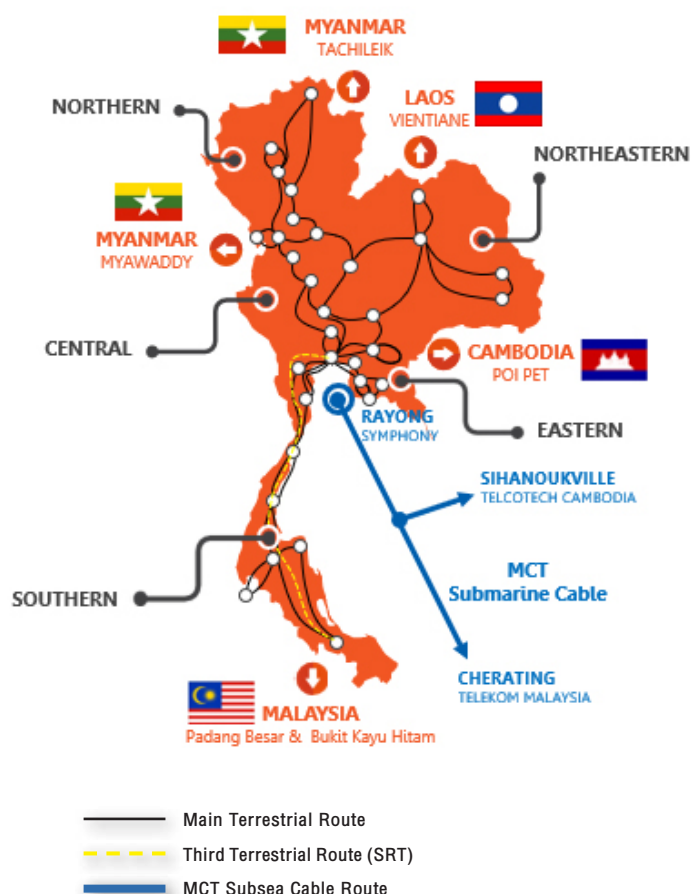 MYANMAR
TACHILEIK
LAOS
VIENTIANE
NORTHERN
NORTHEASTERN
MYANMAR
MYAWADDY
CENTRAL
CAMBODIA
POI PET
RAYONG
SYMPHONY
EASTERN
SIHANOUKVILLE
TELCOTECH CAMBODIA
MCT
Submarine Cable
SOUTHERN
CHERATING
TELEKOM MALAYSIA
MALAYSIA
Padang Besar & Bukit Kayu Hitam
Main Terrestrial Route
Third Terrestrial Route (SRT)
MCT Subsea Cable Route